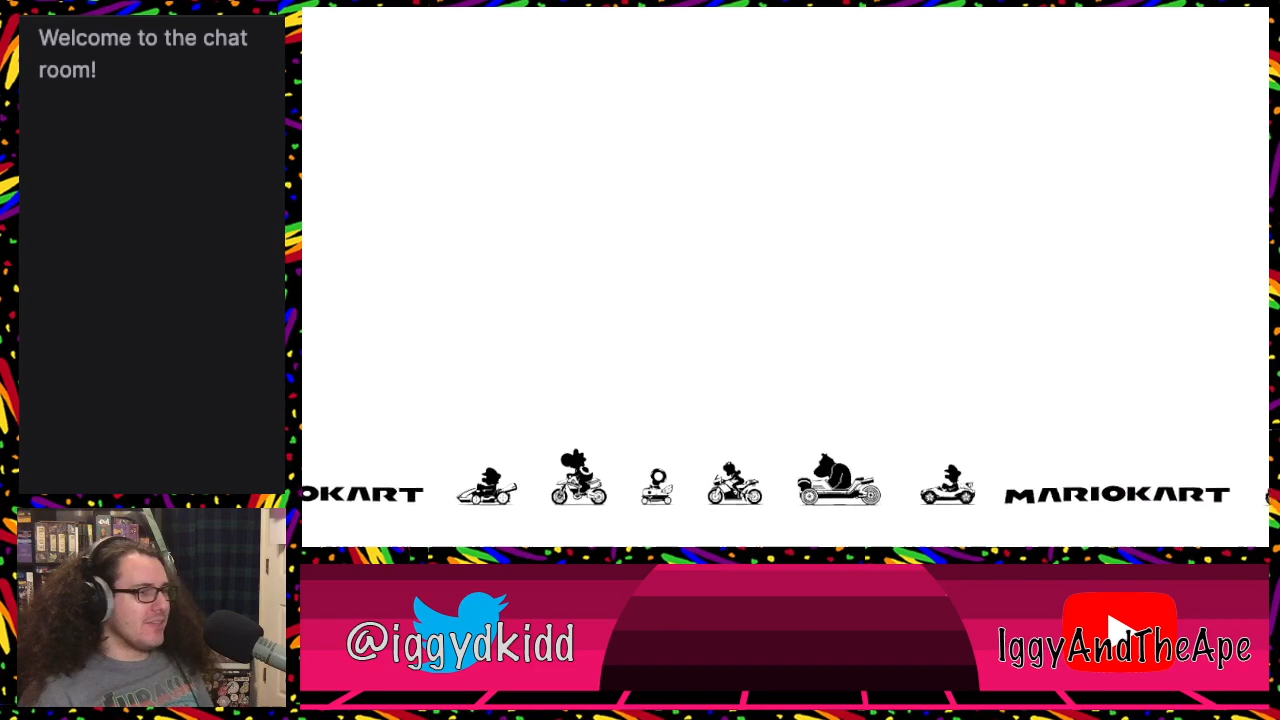 Welcome to the chat
room!
OKART MARIOKART
@iggydkidd
IggyAndTheApe